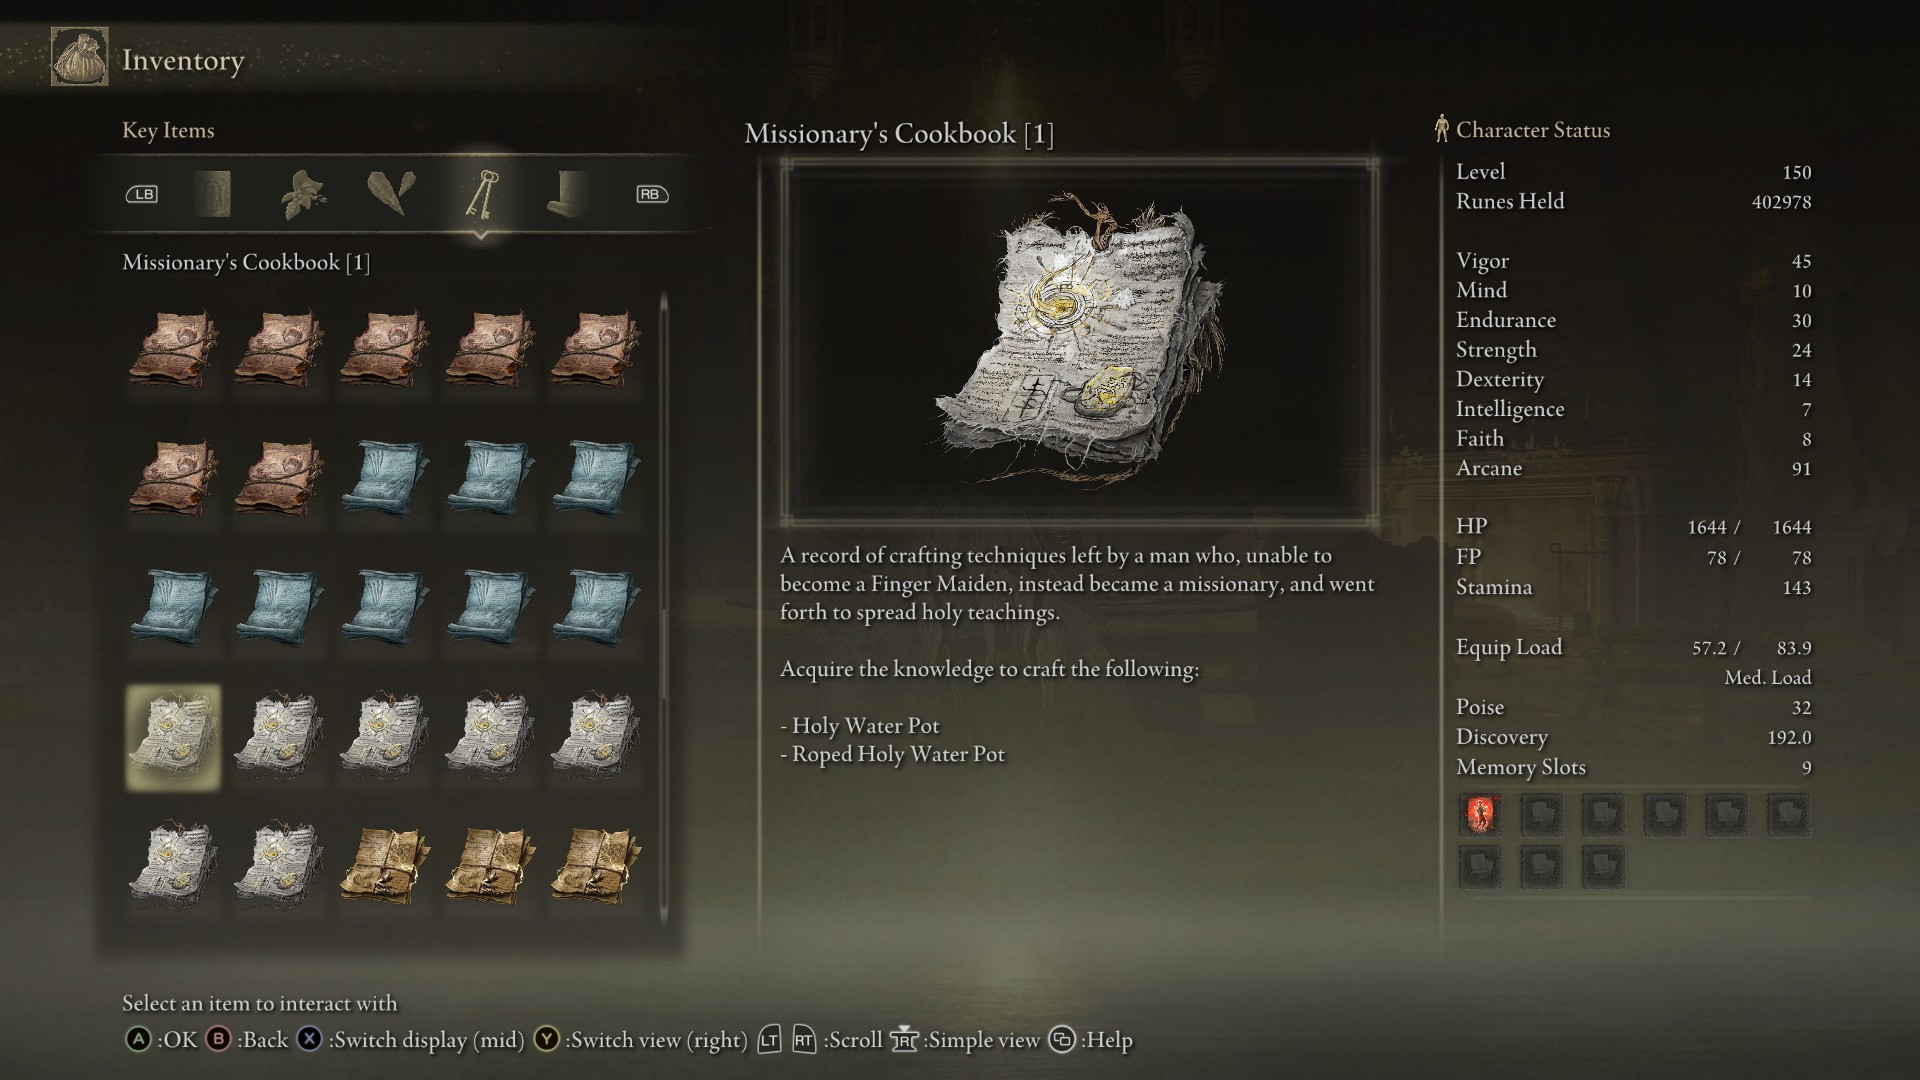 Inventory
Key Items
LB
RB
Missionary's Cookbook [1]
Missionary's Cookbook [1]
A record of crafting techniques left by a man who, unable to
become a Finger Maiden, instead became a missionary, and went
forth to spread holy teachings.
Acquire the knowledge to craft the following:
- Holy Water Pot
- Roped Holy Water Pot
Character Status
Level 150
Runes Held 402978
Vigor 45
Mind 10
Endurance 30
Strength 24
Dexterity 14
Intelligence 7
Faith 8
Arcane 91
HP 1644 / 1644
FP 78 / 78
Stamina 143
Equip Load 57.2 / 83.9
Med. Load
Poise 32
Discovery 192.0
Memory Slots 9
Select an item to interact with
A :OK B :Back X :Switch display (mid) Y :Switch view (right) LT RT :Scroll R :Simple view :Help